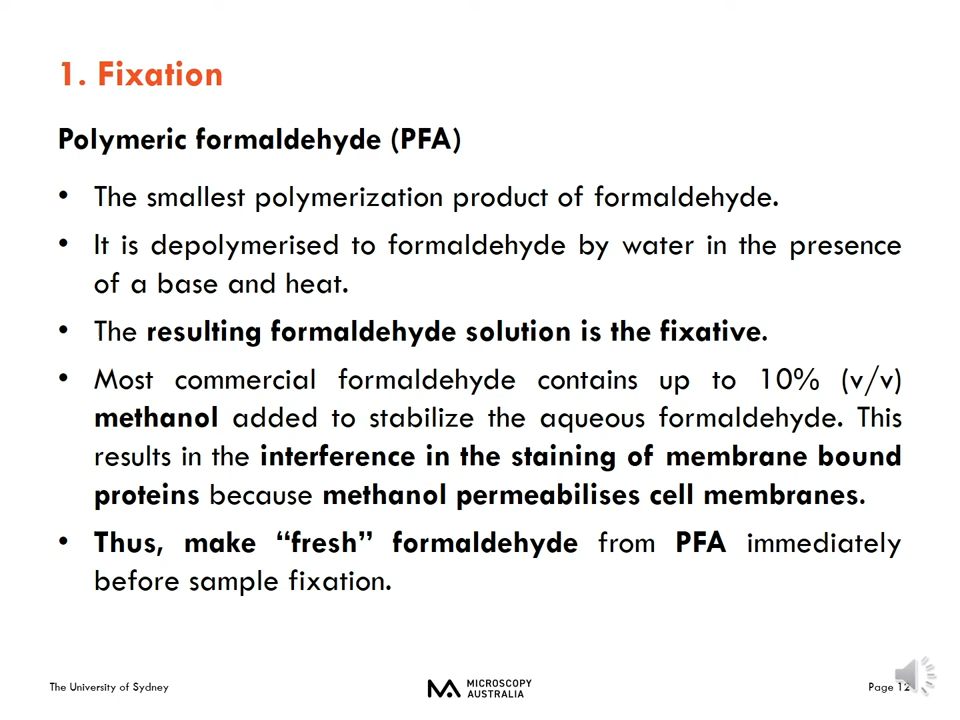 1. Fixation
Polymeric formaldehyde (PFA)
• The smallest polymerization product of formaldehyde.
• It is depolymerised to formaldehyde by water in the presence
of a base and heat.
• The resulting formaldehyde solution is the fixative.
• Most commercial formaldehyde contains up to 10% (v/v)
methanol added to stabilize the aqueous formaldehyde. This
results in the interference in the staining of membrane bound
proteins because methanol permeabilises cell membranes.
• Thus, make “fresh” formaldehyde from PFA immediately
before sample fixation.
The University of Sydney
MICROSCOPY
AUSTRALIA
Page 12